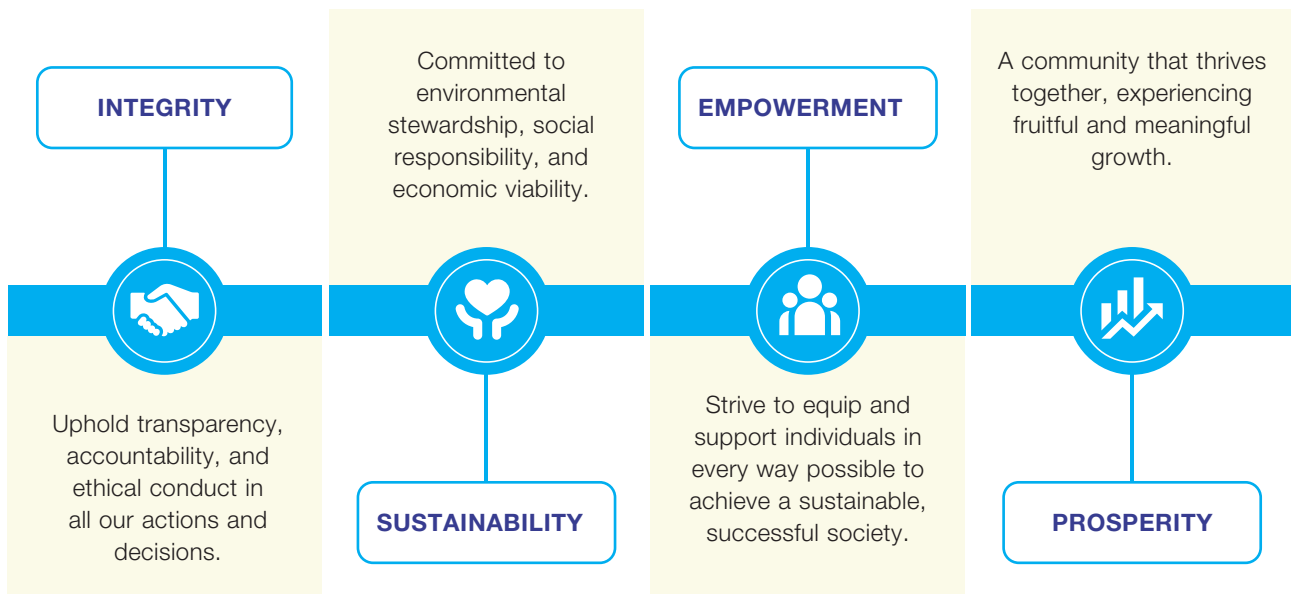 INTEGRITY
Uphold transparency,
accountability, and
ethical conduct in
all our actions and
decisions.
Committed to
environmental
stewardship, social
responsibility, and
economic viability.
SUSTAINABILITY
EMPOWERMENT
Strive to equip and
support individuals in
every way possible to
achieve a sustainable,
successful society.
A community that thrives
together, experiencing
fruitful and meaningful
growth.
PROSPERITY